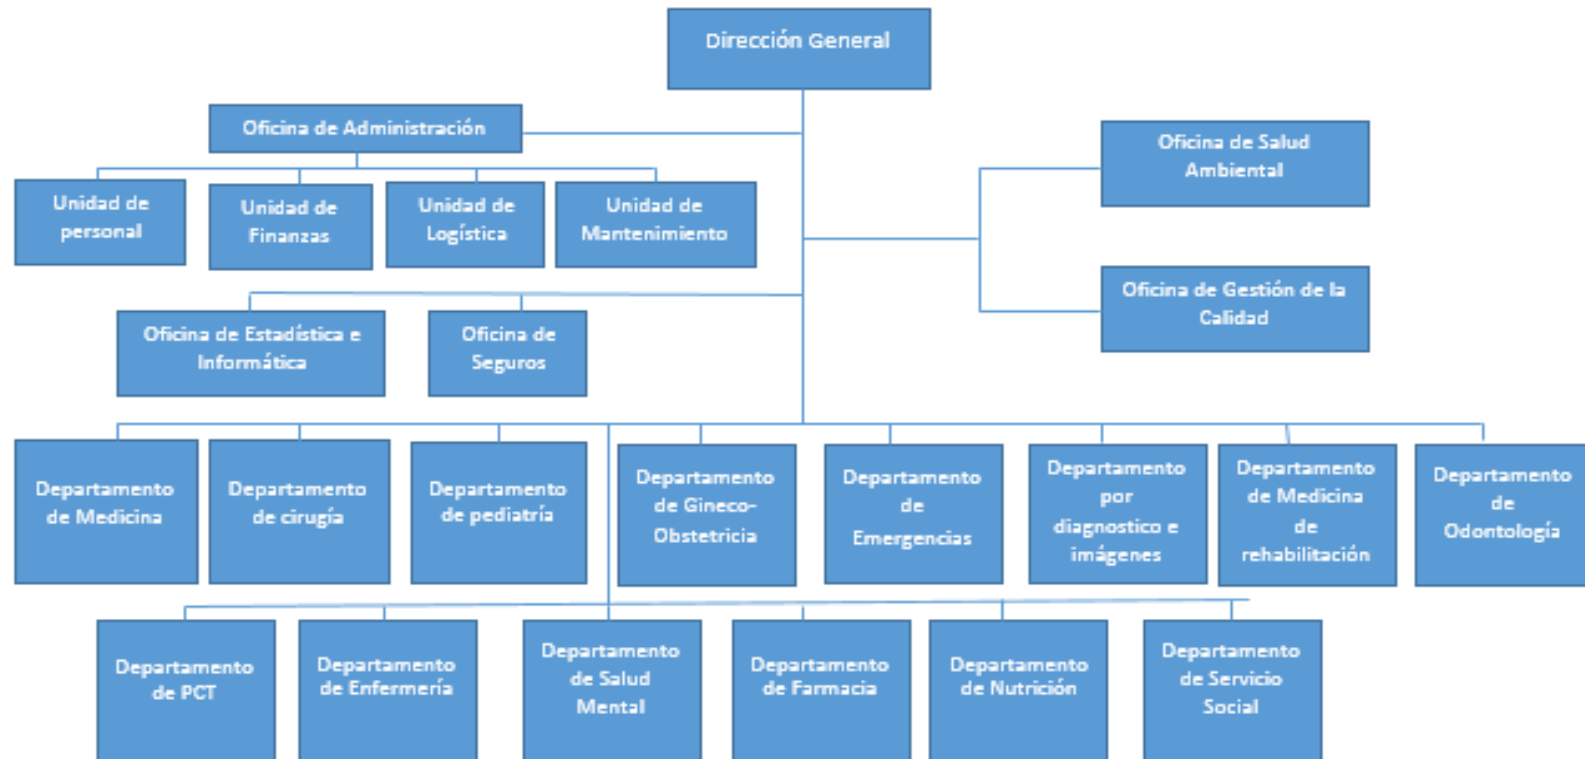 Dirección General
Oficina de Administración
Oficina de Salud
Ambiental
Unidad de
personal
Unidad de
Finanzas
Unidad de
Logística
Unidad de
Mantenimiento
Oficina de Gestión de la
Calidad
Oficina de Estadística e
Informática
Oficina de
Seguros
Departamento
de Medicina
Departamento
de cirugía
Departamento
de pediatría
Departamento
de Gineco-
Obstetricia
Departamento
de
Emergencias
Departamento
por
diagnostico e
imágenes
Departamento
de Medicina
de
rehabilitación
Departamento
de
Odontología
Departamento
de PCT
Departamento
de Enfermería
Departamento
de Salud
Mental
Departamento
de Farmacia
Departamento
de Nutrición
Departamento
de Servicio
Social